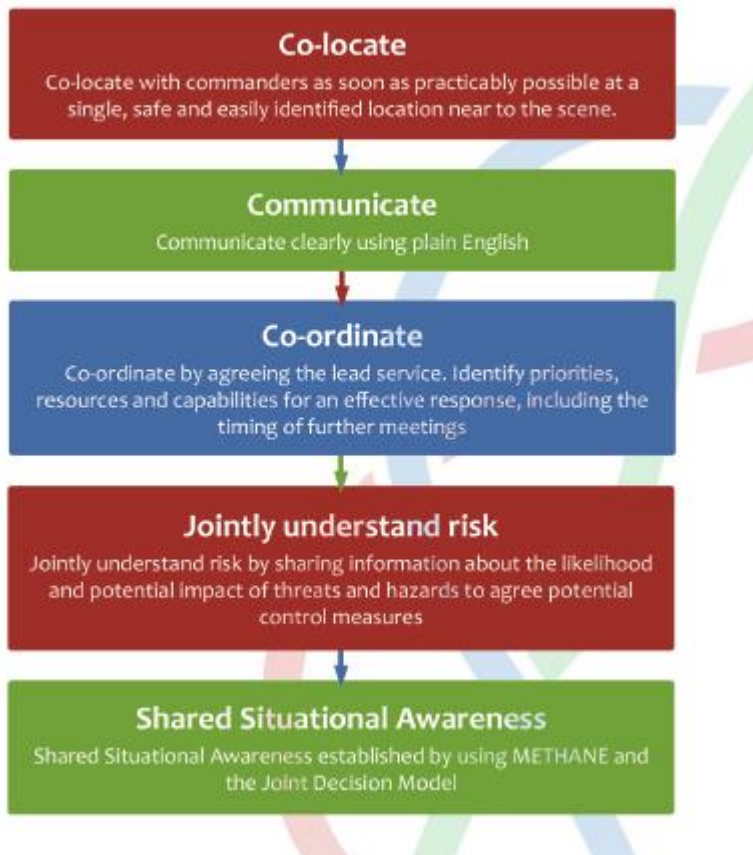 Co-locate
Co-locate with commanders as soon as practicably possible at a
single, safe and easily identified location near to the scene.
Communicate
Communicate clearly using plain English
Co-ordinate
Co-ordinate by agreeing the lead service. Identify priorities,
resources and capabilities for an effective response, including the
timing of further meetings
Jointly understand risk
Jointly understand risk by sharing information about the likelihood
and potential impact of threats and hazards to agree potential
control measures
Shared Situational Awareness
Shared Situational Awareness established by using METHANE and
the Joint Decision Model